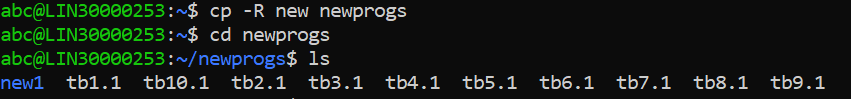 abc@LIN30000253:~$ cp -R new newprogs
abc@LIN30000253:~$ cd newprogs
abc@LIN30000253:~/newprogs$ ls
new1 tb1.1 tb10.1 tb2.1 tb3.1 tb4.1 tb5.1 tb6.1 tb7.1 tb8.1 tb9.1